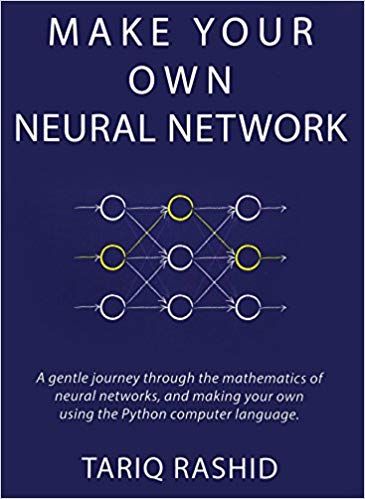 MAKE YOUR
OWN
NEURAL NETWORK
A gentle journey through the mathematics of
neural networks, and making your own
using the Python computer language.
TARIQ RASHID